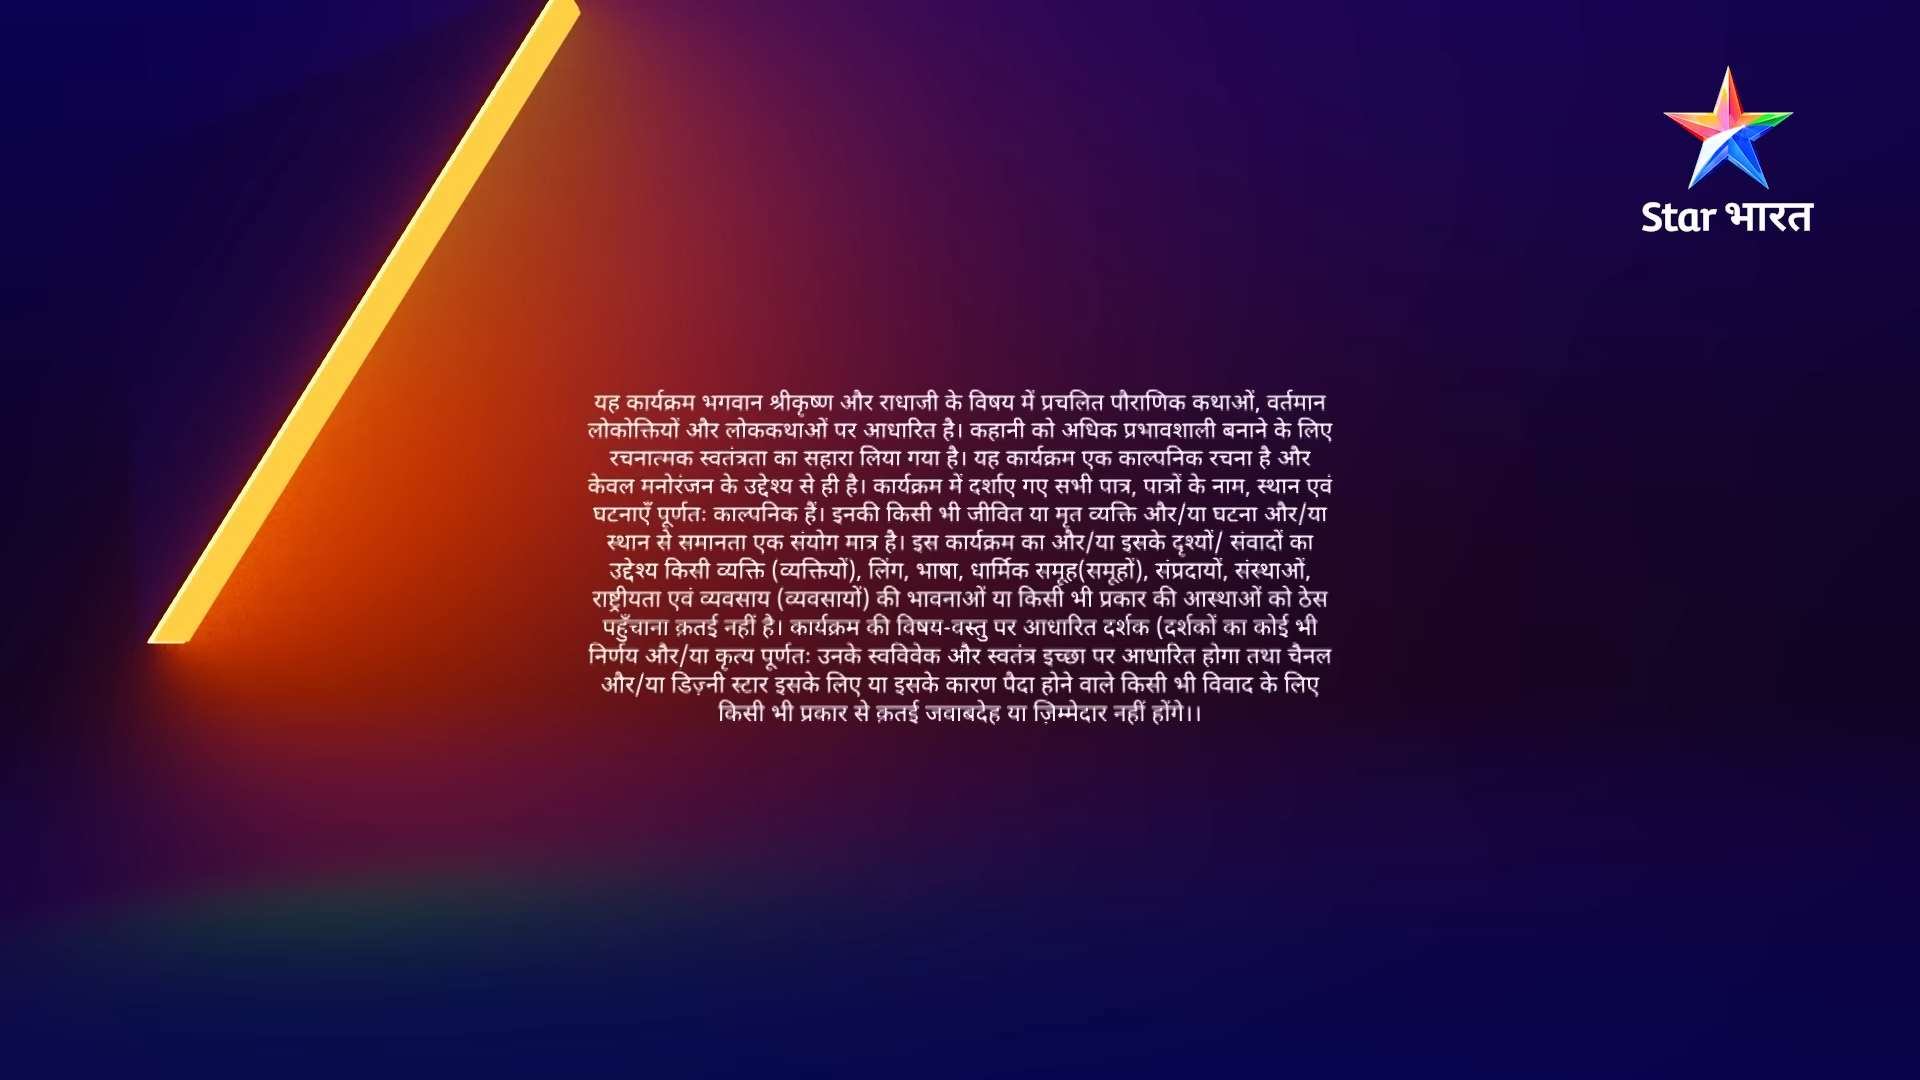 Star भारत
यह कार्यक्रम भगवान श्रीकृष्ण और राधाजी के विषय में प्रचलित पौराणिक कथाओं, वर्तमान
लोकोक्तियों और लोककथाओं पर आधारित है। कहानी को अधिक प्रभावशाली बनाने के लिए
रचनात्मक स्वतंत्रता का सहारा लिया गया है। यह कार्यक्रम एक काल्पनिक रचना है और
केवल मनोरंजन के उद्देश्य से ही है। कार्यक्रम में दर्शाए गए सभी पात्र, पात्रों के नाम, स्थान एवं
घटनाएँ पूर्णतः काल्पनिक हैं। इनकी किसी भी जीवित या मृत व्यक्ति और/या घटना और/या
स्थान से समानता एक संयोग मात्र है। इस कार्यक्रम का और/या इसके दृश्यों/ संवादों का
उद्देश्य किसी व्यक्ति (व्यक्तियों), लिंग, भाषा, धार्मिक समूह(समूहों), संप्रदायों, संस्थाओं,
राष्ट्रीयता एवं व्यवसाय (व्यवसायों) की भावनाओं या किसी भी प्रकार की आस्थाओं को ठेस
पहुँचाना क़तई नहीं है। कार्यक्रम की विषय-वस्तु पर आधारित दर्शक (दर्शकों का कोई भी
निर्णय और/या कृत्य पूर्णतः उनके स्वविवेक और स्वतंत्र इच्छा पर आधारित होगा तथा चैनल
और/या डिज़्नी स्टार इसके लिए या इसके कारण पैदा होने वाले किसी भी विवाद के लिए
किसी भी प्रकार से क़तई जवाबदेह या ज़िम्मेदार नहीं होंगे।।